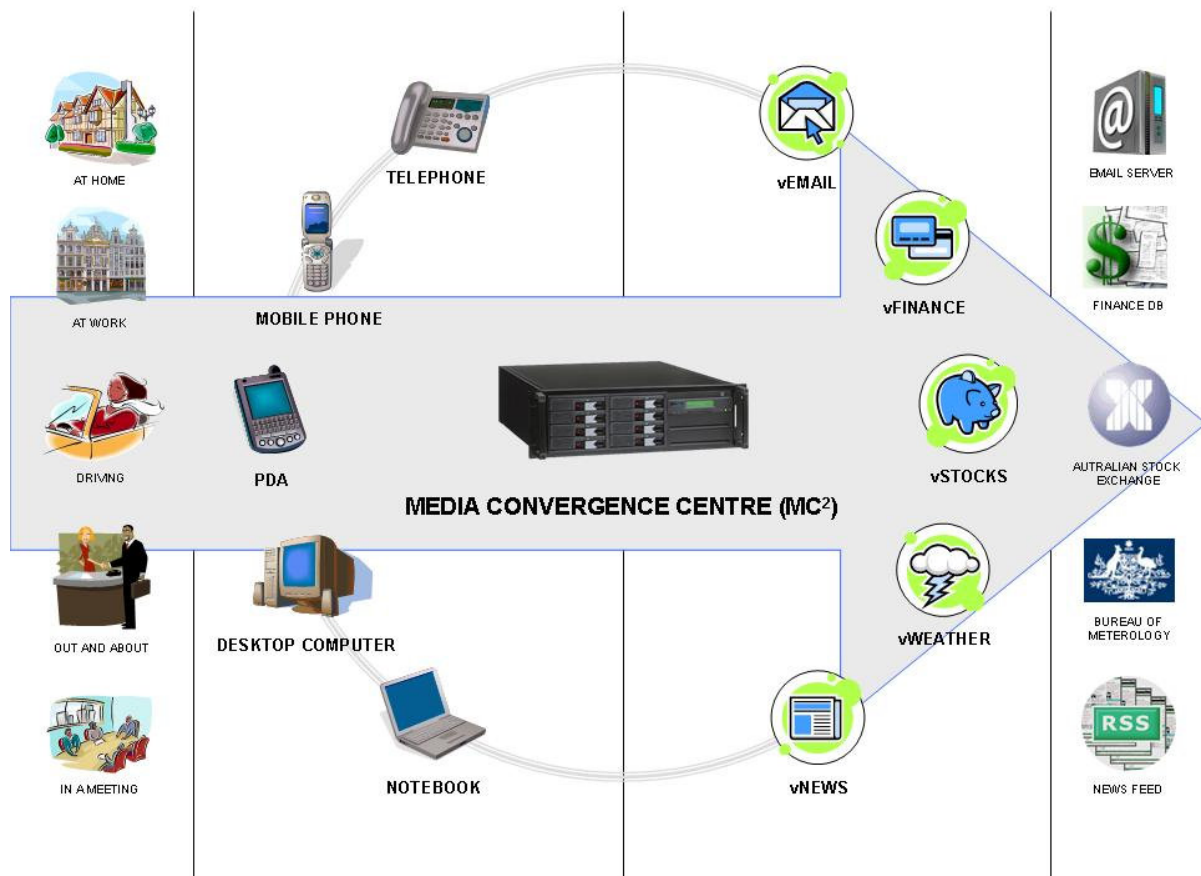 AT HOME
AT WORK
DRIVING
OUT AND ABOUT
IN A MEETING
TELEPHONE
MOBILE PHONE
PDA
DESKTOP COMPUTER
NOTEBOOK
MEDIA CONVERGENCE CENTRE (MC²)
vEMAIL
vFINANCE
vSTOCKS
vWEATHER
vNEWS
@
EMAIL SERVER
$
FINANCE DB
AUTRALIAN STOCK
EXCHANGE
BUREAU OF
METEROLOGY
RSS
NEWS FEED